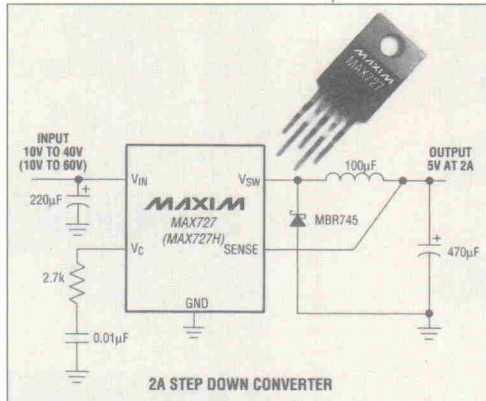 MAXIM
MAX727
INPUT
10V TO 40V
(10V TO 60V)
OUTPUT
5V AT 2A
100µF
VIN
VSW
220µF
MAXIM
MAX727
(MAX727H)
MBR745
VC
SENSE
470µF
2.7k
GND
0.01µF
2A STEP DOWN CONVERTER